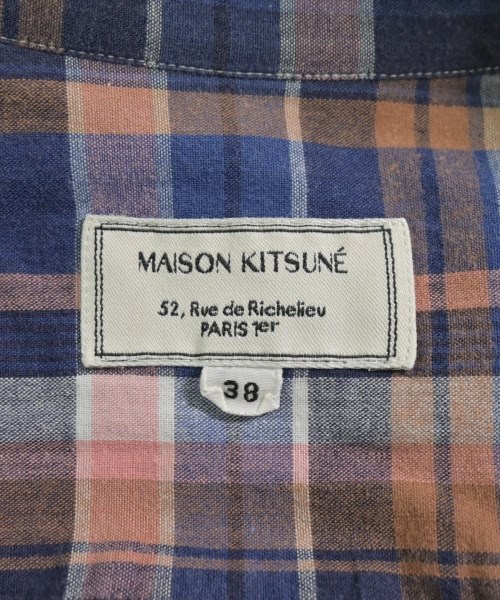 MAISON KITSUNÉ
52, Rue de Richelieu
PARIS 1er
38